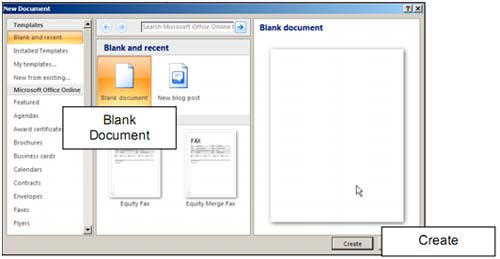 New Document
Templates
Blank and recent
Installed Templates
My templates...
New from existing...
Microsoft Office Online
Featured
Agendas
Award certificate
Brochures
Business cards
Calendars
Contracts
Envelopes
Faxes
Flyers
Search Microsoft Office Online f
Blank and recent
Blank document
New blog post
Blank
Document
FAX
Equity Fax
Equity Merge Fax
Blank document
Create
Create